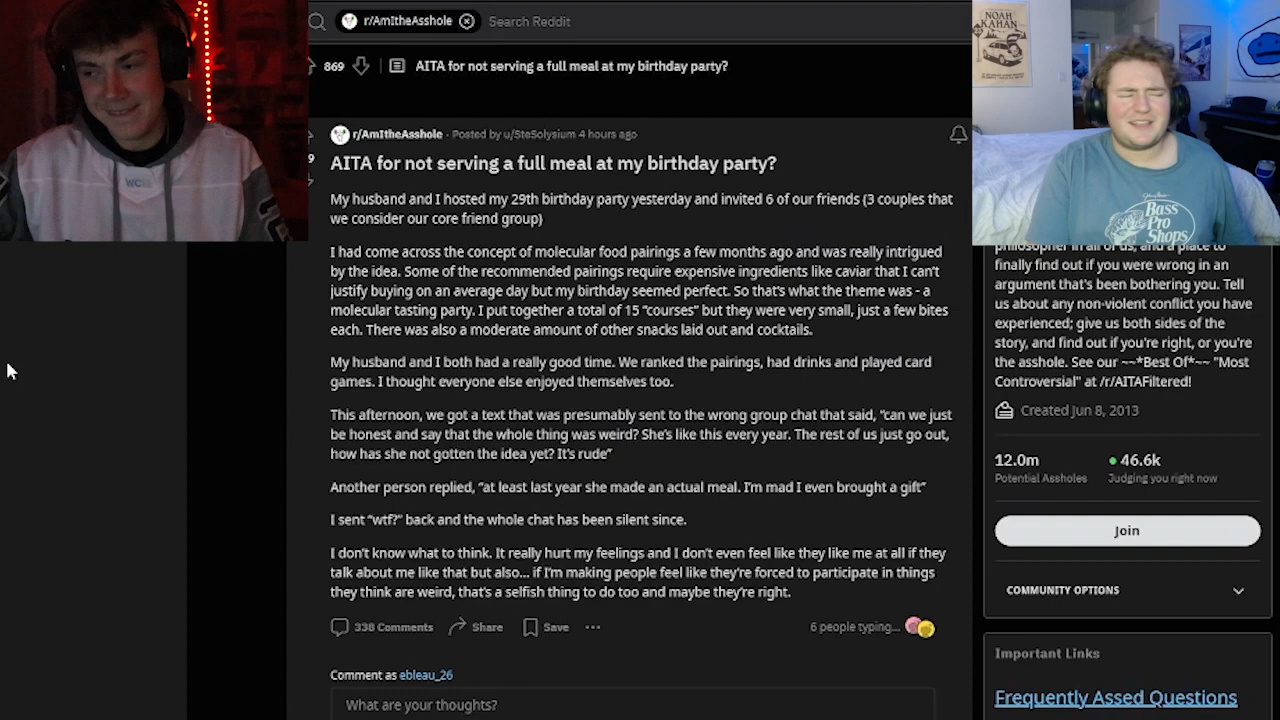 r/AmItheAsshole
Search Reddit
NOAH
KAHAN
869
AITA for not serving a full meal at my birthday party?
r/AmItheAsshole · Posted by u/SteSolysium 4 hours ago
9
AITA for not serving a full meal at my birthday party?
My husband and I hosted my 29th birthday party yesterday and invited 6 of our friends (3 couples that
we consider our core friend group)
I had come across the concept of molecular food pairings a few months ago and was really intrigued
by the idea. Some of the recommended pairings require expensive ingredients like caviar that I can't
justify buying on an average day but my birthday seemed perfect. So that's what the theme was - a
molecular tasting party. I put together a total of 15 "courses" but they were very small, just a few bites
each. There was also a moderate amount of other snacks laid out and cocktails.
My husband and I both had a really good time. We ranked the pairings, had drinks and played card
games. I thought everyone else enjoyed themselves too.
This afternoon, we got a text that was presumably sent to the wrong group chat that said, "can we just
be honest and say that the whole thing was weird? She's like this every year. The rest of us just go out,
how has she not gotten the idea yet? It's rude"
Another person replied, "at least last year she made an actual meal. I'm mad I even brought a gift"
I sent "wtf?" back and the whole chat has been silent since.
I don't know what to think. It really hurt my feelings and I don't even feel like they like me at all if they
talk about me like that but also... if I'm making people feel like they're forced to participate in things
they think are weird, that's a selfish thing to do too and maybe they're right.
338 Comments
Share
Save
...
6 people typing...
Comment as ebleau_26
What are your thoughts?
Bass
Pro
Shops
philosopher in all of us, and a place to
finally find out if you were wrong in an
argument that's been bothering you. Tell
us about any non-violent conflict you have
experienced; give us both sides of the
story, and find out if you're right, or you're
the asshole. See our ~~*Best Of*~~ "Most
Controversial" at /r/AITAFiltered!
Created Jun 8, 2013
12.0m
46.6k
Potential Assholes
Judging you right now
Join
COMMUNITY OPTIONS
Important Links
Frequently Assed Questions